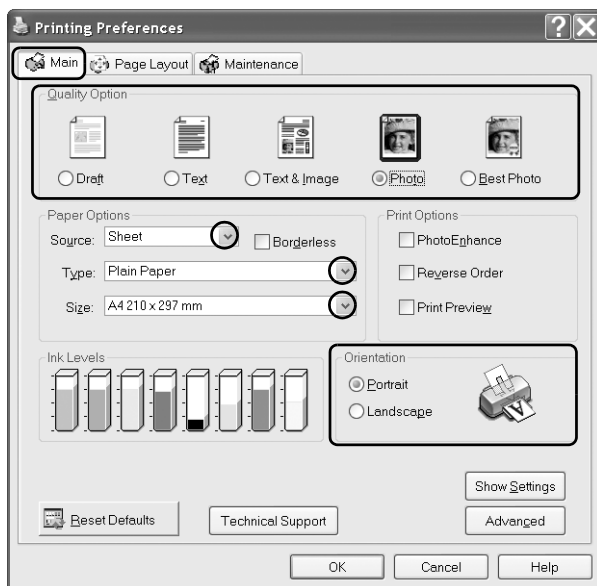 Printing Preferences
Main Page Layout Maintenance
Quality Option
Draft Text Text & Image Photo Best Photo
Paper Options
Source: Sheet Borderless
Type: Plain Paper
Size: A4 210 x 297 mm
Print Options
PhotoEnhance
Reverse Order
Print Preview
Ink Levels
Orientation
Portrait
Landscape
A
Show Settings
Reset Defaults Technical Support Advanced
OK Cancel Help